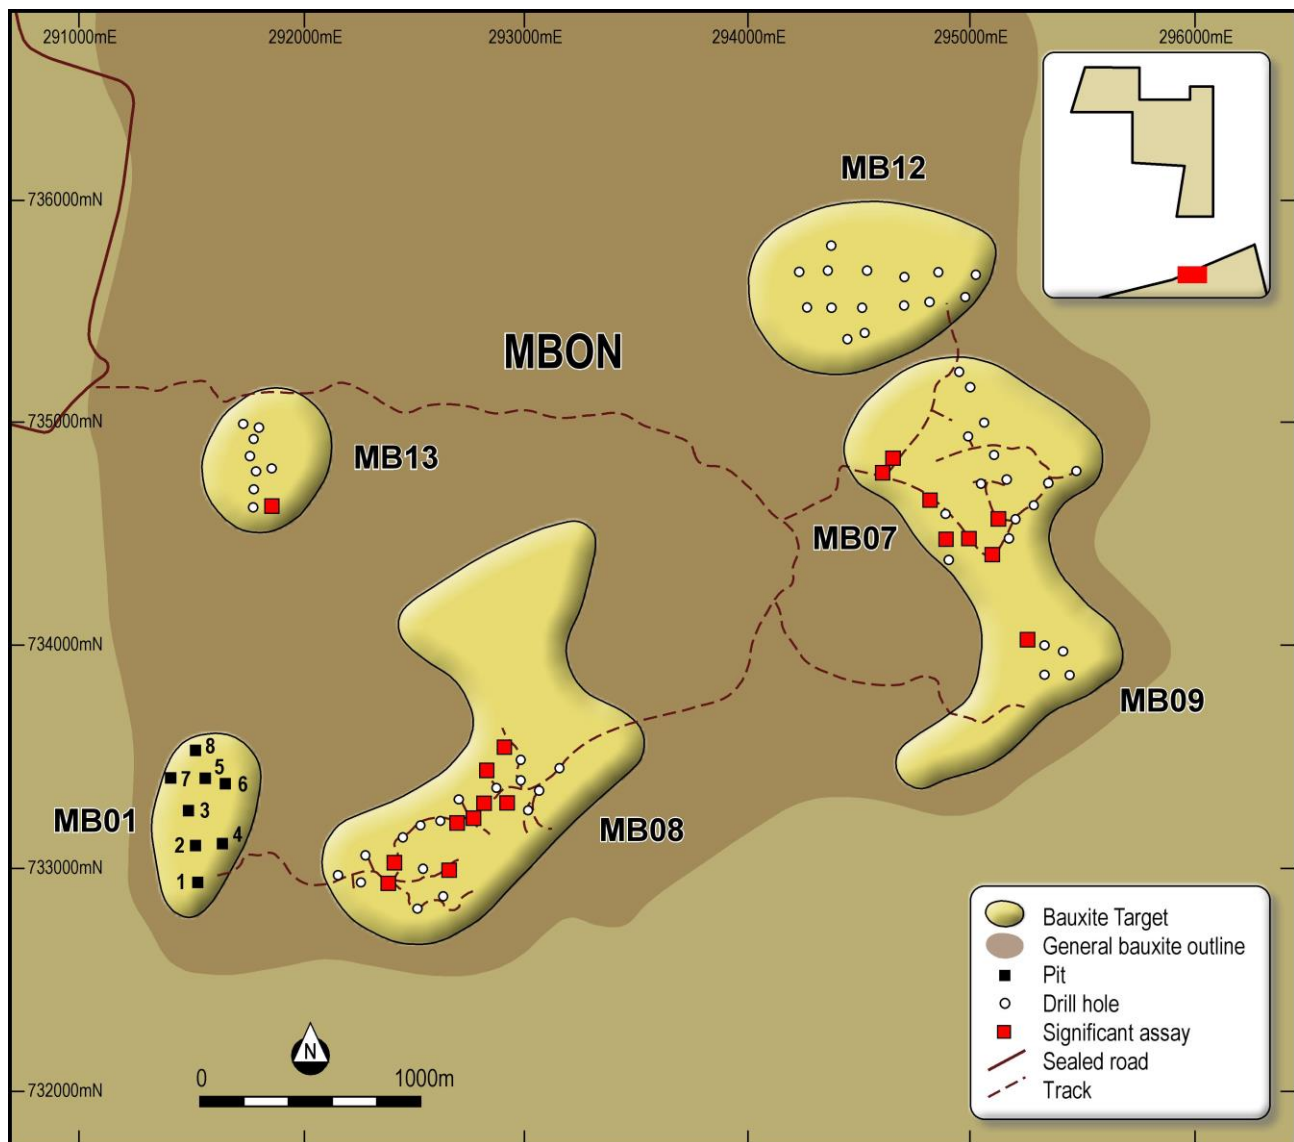 291000mE 292000mE 293000mE 294000mE 295000mE 296000mE
MB12
736000mN
MBON
735000mN
MB13
MB07
734000mN
MB09
8
5
7
6
3
MB01
MB08
4
2
733000mN
1
Bauxite Target
General bauxite outline
Pit
Drill hole
Significant assay
Sealed road
Track
N
0 1000m
732000mN